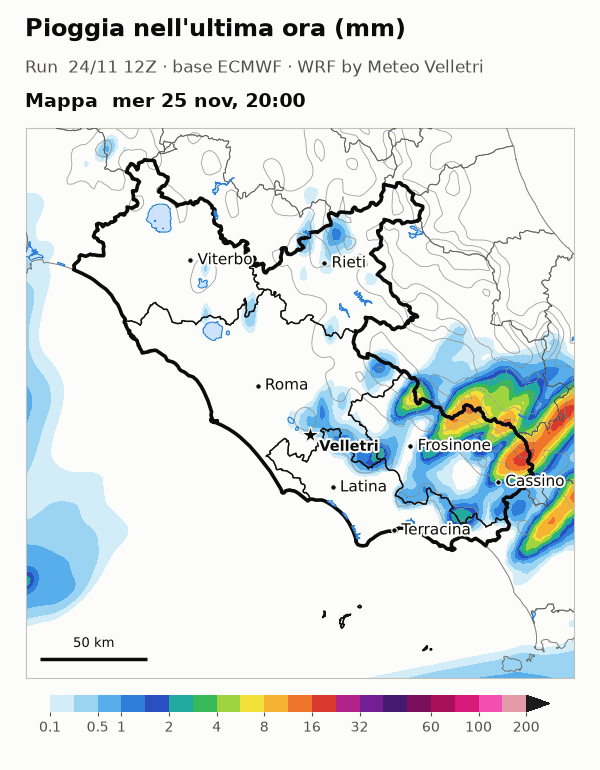 Pioggia nell'ultima ora (mm)
Run  24/11 12Z · base ECMWF · WRF by Meteo Velletri
Mappa  mer 25 nov, 20:00
Viterbo
Rieti
Roma
Velletri
Frosinone
Cassino
Latina
Terracina
50 km
0.1 0.5 1 2 4 8 16 32 60 100 200